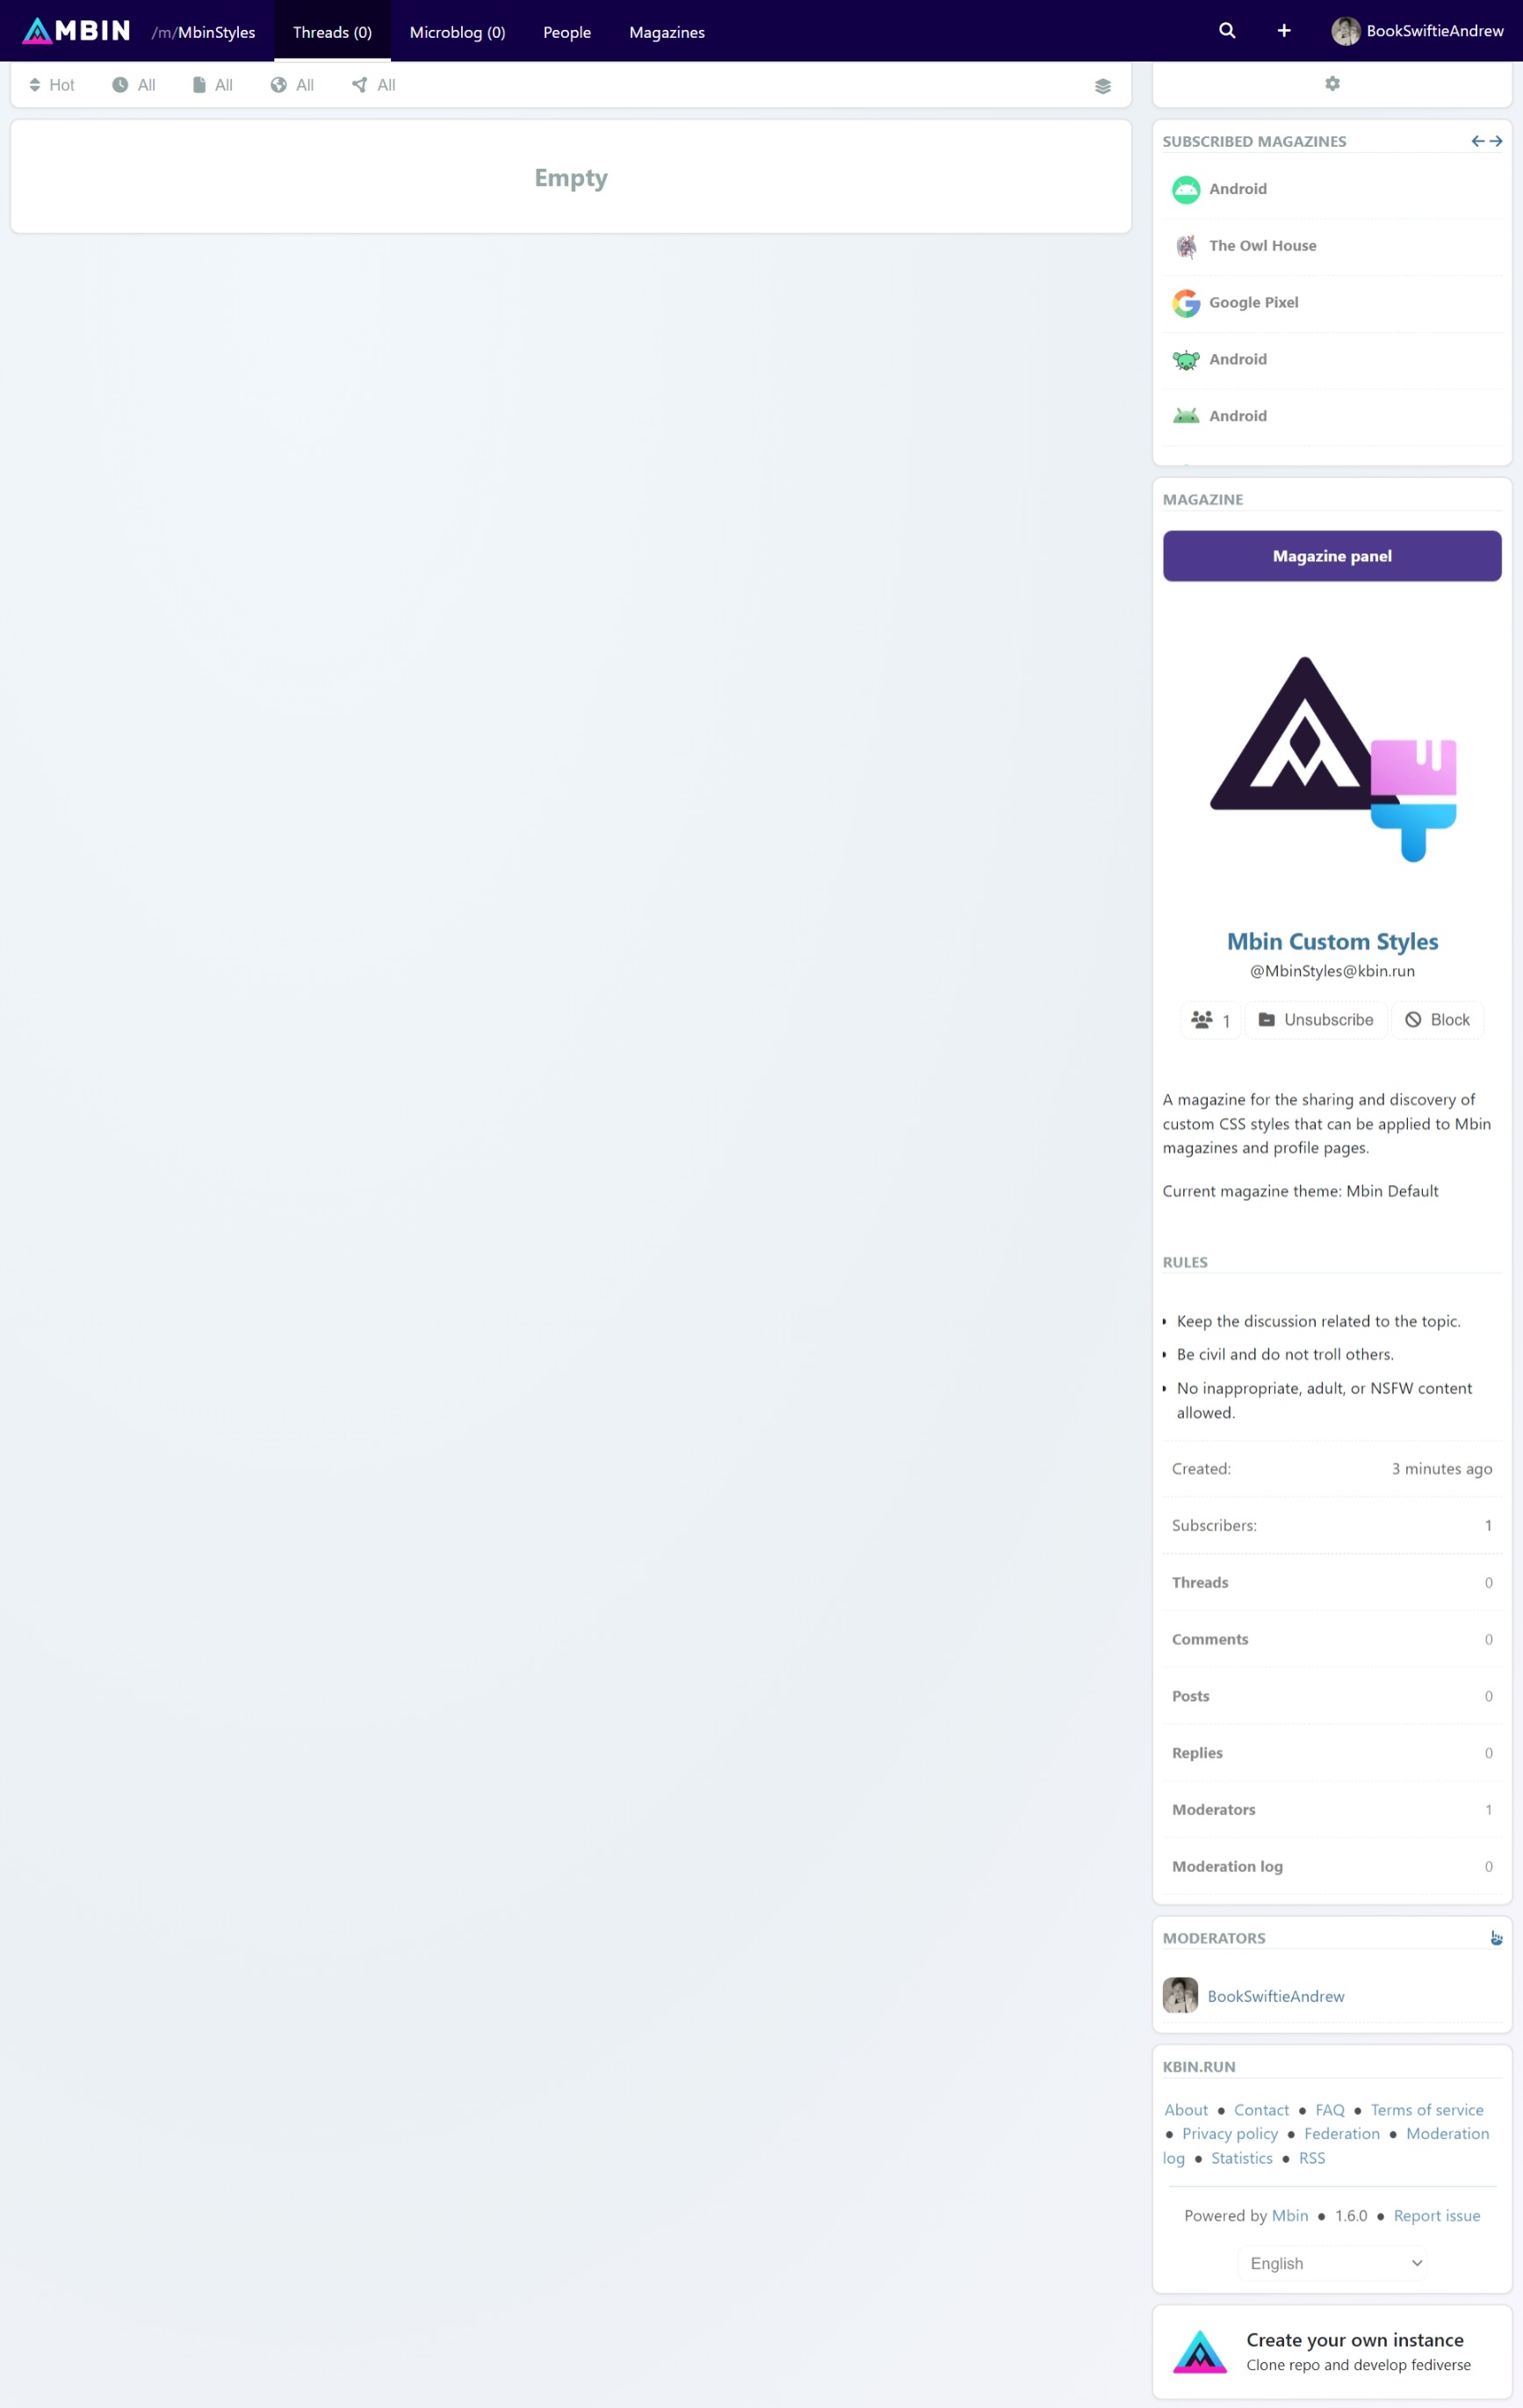 MBIN /m/MbinStyles Threads (0) Microblog (0) People Magazines BookSwiftieAndrew
Hot All All All All
Empty
SUBSCRIBED MAGAZINES
Android
The Owl House
Google Pixel
Android
Android
MAGAZINE
Magazine panel
Mbin Custom Styles
@MbinStyles@kbin.run
1 Unsubscribe Block
A magazine for the sharing and discovery of
custom CSS styles that can be applied to Mbin
magazines and profile pages.
Current magazine theme: Mbin Default
RULES
Keep the discussion related to the topic.
Be civil and do not troll others.
No inappropriate, adult, or NSFW content
allowed.
Created: 3 minutes ago
Subscribers: 1
Threads 0
Comments 0
Posts 0
Replies 0
Moderators 1
Moderation log 0
MODERATORS
BookSwiftieAndrew
KBIN.RUN
About • Contact • FAQ • Terms of service
• Privacy policy • Federation • Moderation
log • Statistics • RSS
Powered by Mbin • 1.6.0 • Report issue
English
Create your own instance
Clone repo and develop fediverse